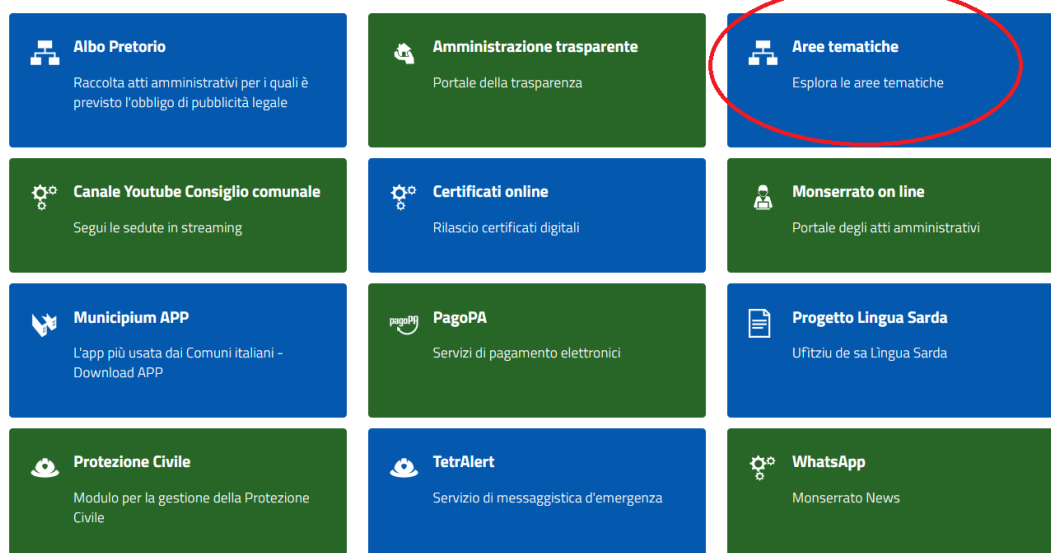 Albo Pretorio
Raccolta atti amministrativi per i quali è
previsto l'obbligo di pubblicità legale
Amministrazione trasparente
Portale della trasparenza
Aree tematiche
Esplora le aree tematiche
Canale Youtube Consiglio comunale
Segui le sedute in streaming
Certificati online
Rilascio certificati digitali
Monserrato on line
Portale degli atti amministrativi
Municipium APP
L'app più usata dai Comuni italiani -
Download APP
pagoPA
PagoPA
Servizi di pagamento elettronici
Progetto Lingua Sarda
Ufìtziu de sa Lìngua Sarda
Protezione Civile
Modulo per la gestione della Protezione
Civile
TetrAlert
Servizio di messaggistica d'emergenza
WhatsApp
Monserrato News